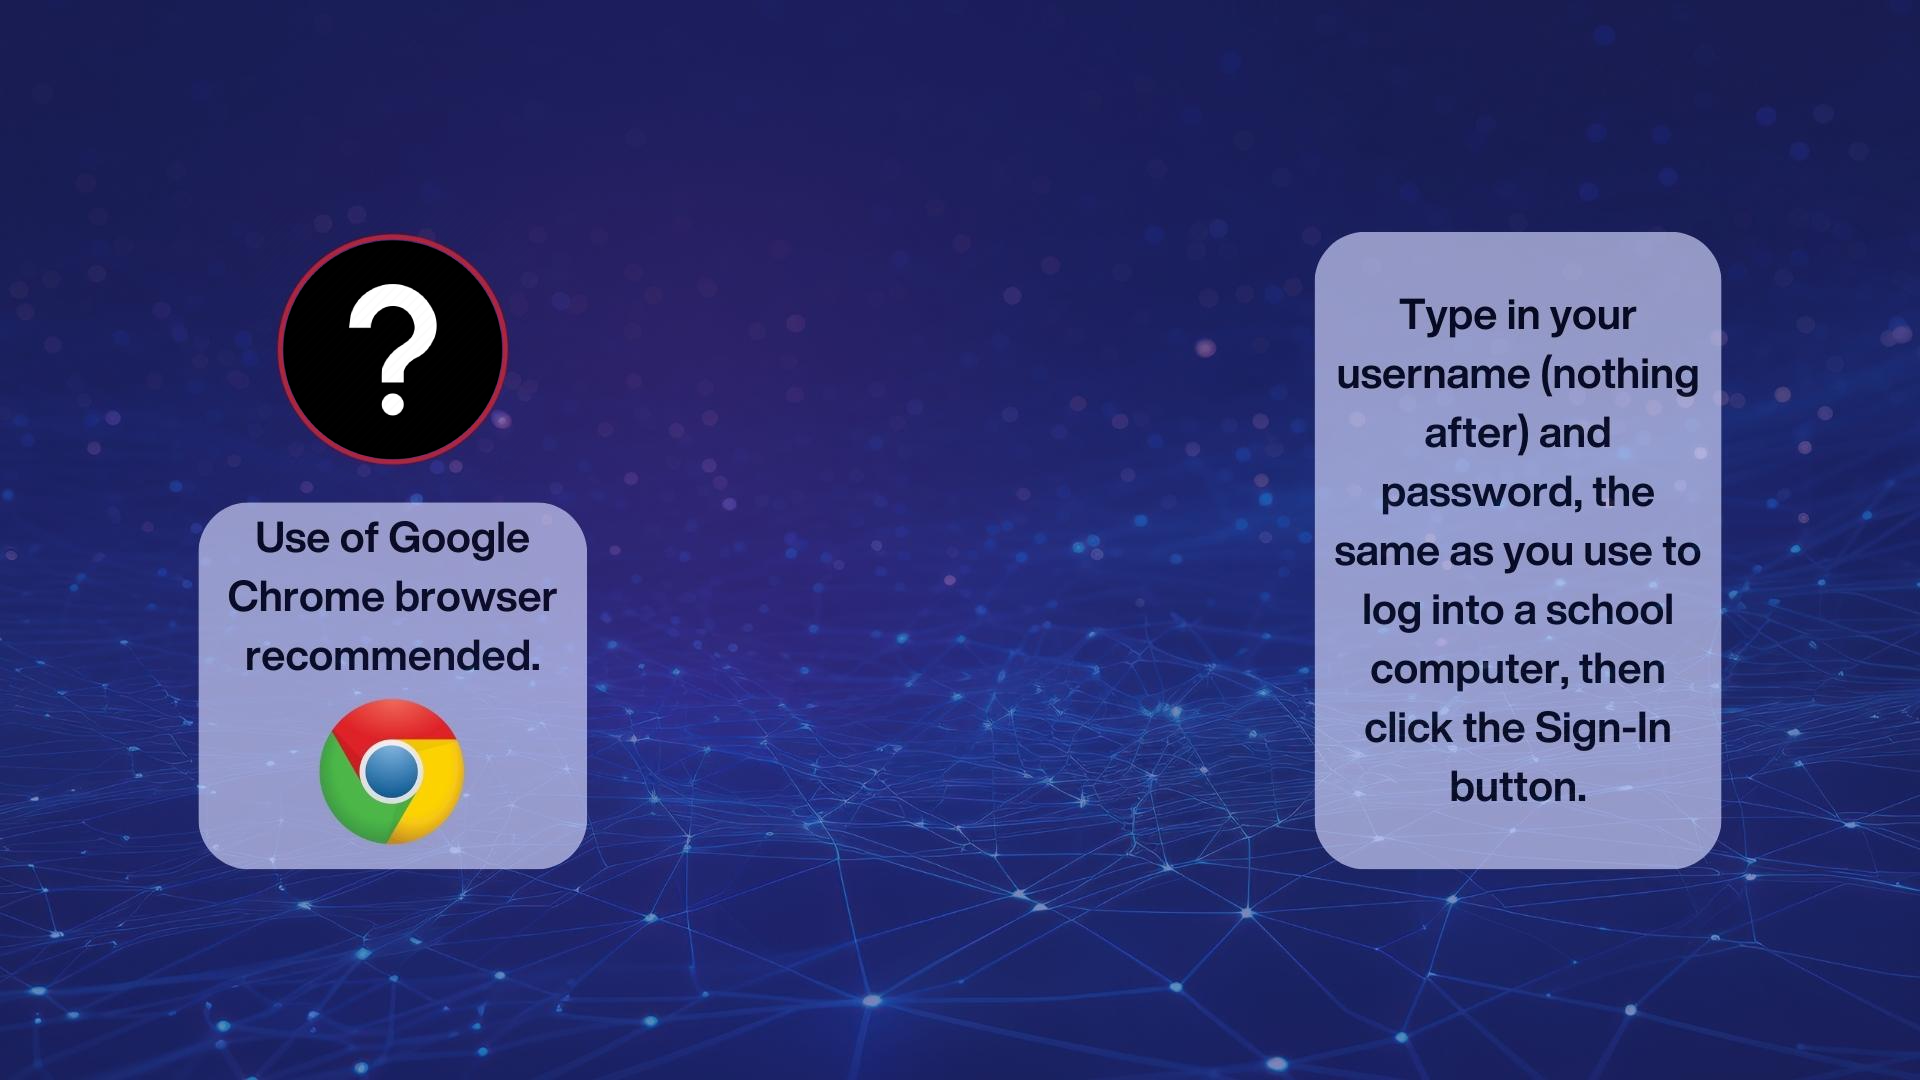 ?
Use of Google
Chrome browser
recommended.
Type in your
username (nothing
after) and
password, the
same as you use to
log into a school
computer, then
click the Sign-In
button.